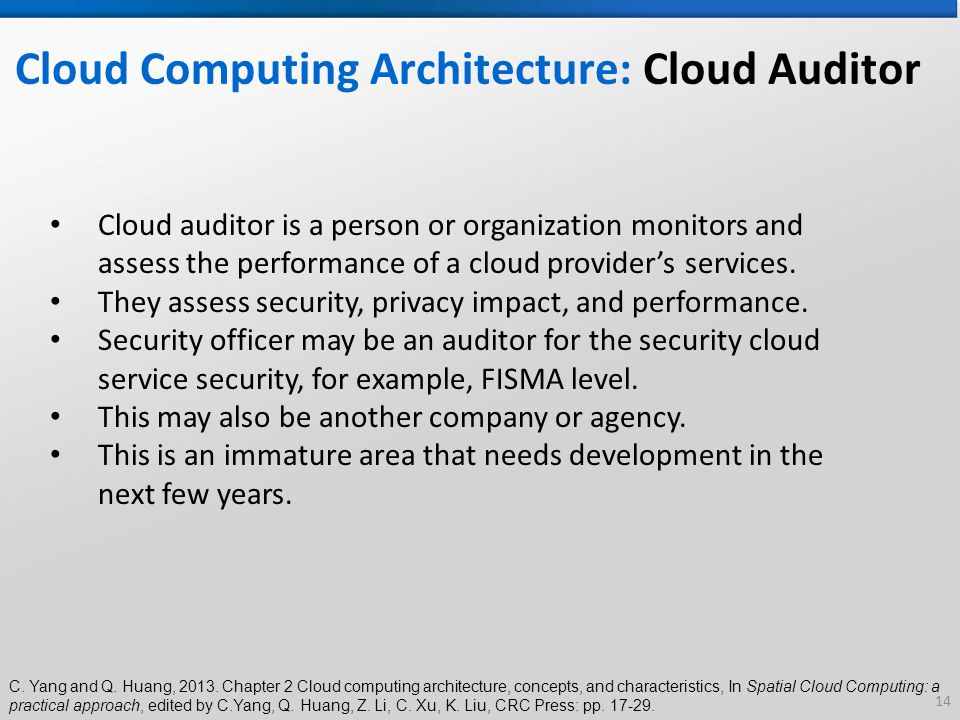 Cloud Computing Architecture: Cloud Auditor
• Cloud auditor is a person or organization monitors and
assess the performance of a cloud provider’s services.
• They assess security, privacy impact, and performance.
• Security officer may be an auditor for the security cloud
service security, for example, FISMA level.
• This may also be another company or agency.
• This is an immature area that needs development in the
next few years.
C. Yang and Q. Huang, 2013. Chapter 2 Cloud computing architecture, concepts, and characteristics, In Spatial Cloud Computing: a
practical approach, edited by C.Yang, Q. Huang, Z. Li, C. Xu, K. Liu, CRC Press: pp. 17-29.
14